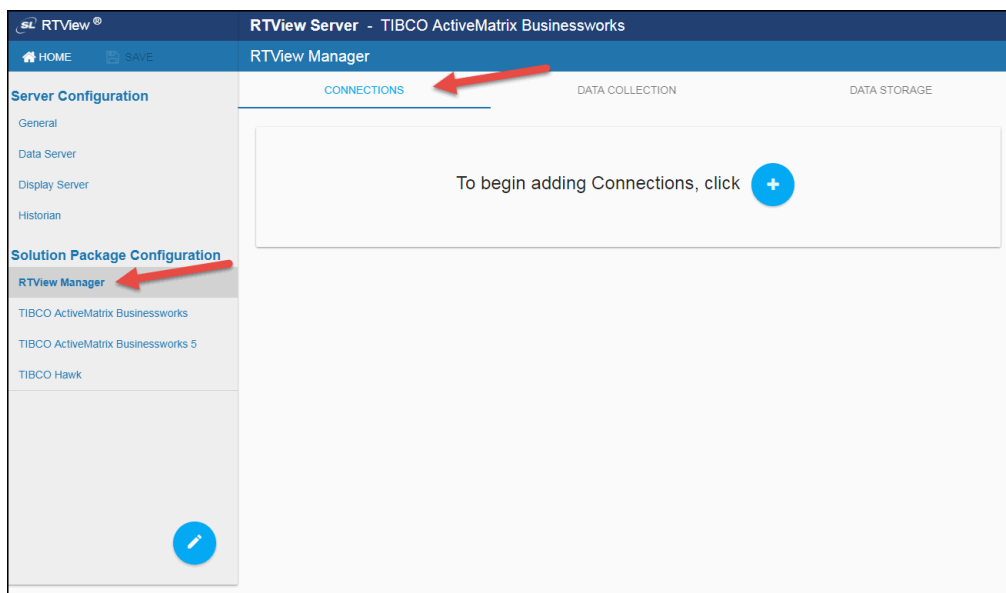 SL RTView ®
RTView Server - TIBCO ActiveMatrix Businessworks
HOME
SAVE
RTView Manager
Server Configuration
General
Data Server
Display Server
Historian
Solution Package Configuration
RTView Manager
TIBCO ActiveMatrix Businessworks
TIBCO ActiveMatrix Businessworks 5
TIBCO Hawk
CONNECTIONS
DATA COLLECTION
DATA STORAGE
To begin adding Connections, click +